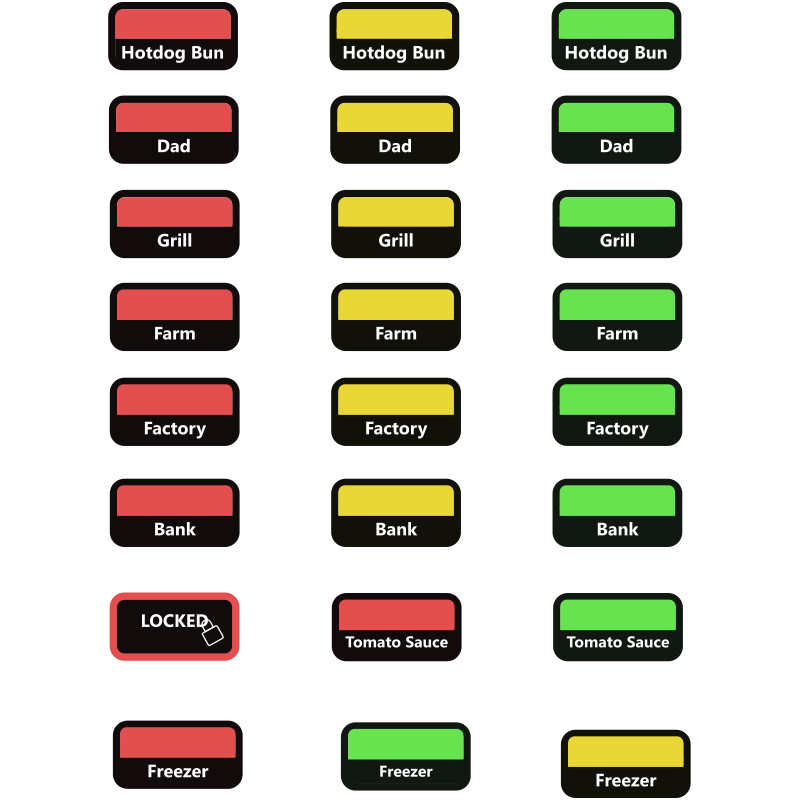 Hotdog Bun Hotdog Bun Hotdog Bun
Dad Dad Dad
Grill Grill Grill
Farm Farm Farm
Factory Factory Factory
Bank Bank Bank
LOCKED Tomato Sauce Tomato Sauce
Freezer Freezer Freezer